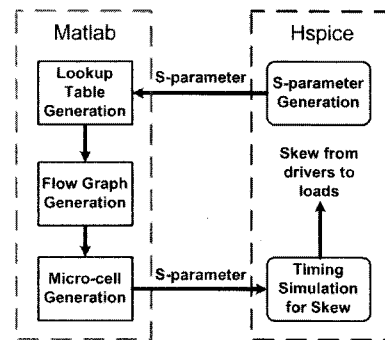 Matlab
Hspice
Lookup
Table
Generation
S-parameter
S-parameter
Generation
Flow Graph
Generation
Skew from
drivers to
loads
Micro-cell
Generation
S-parameter
Timing
Simulation
for Skew